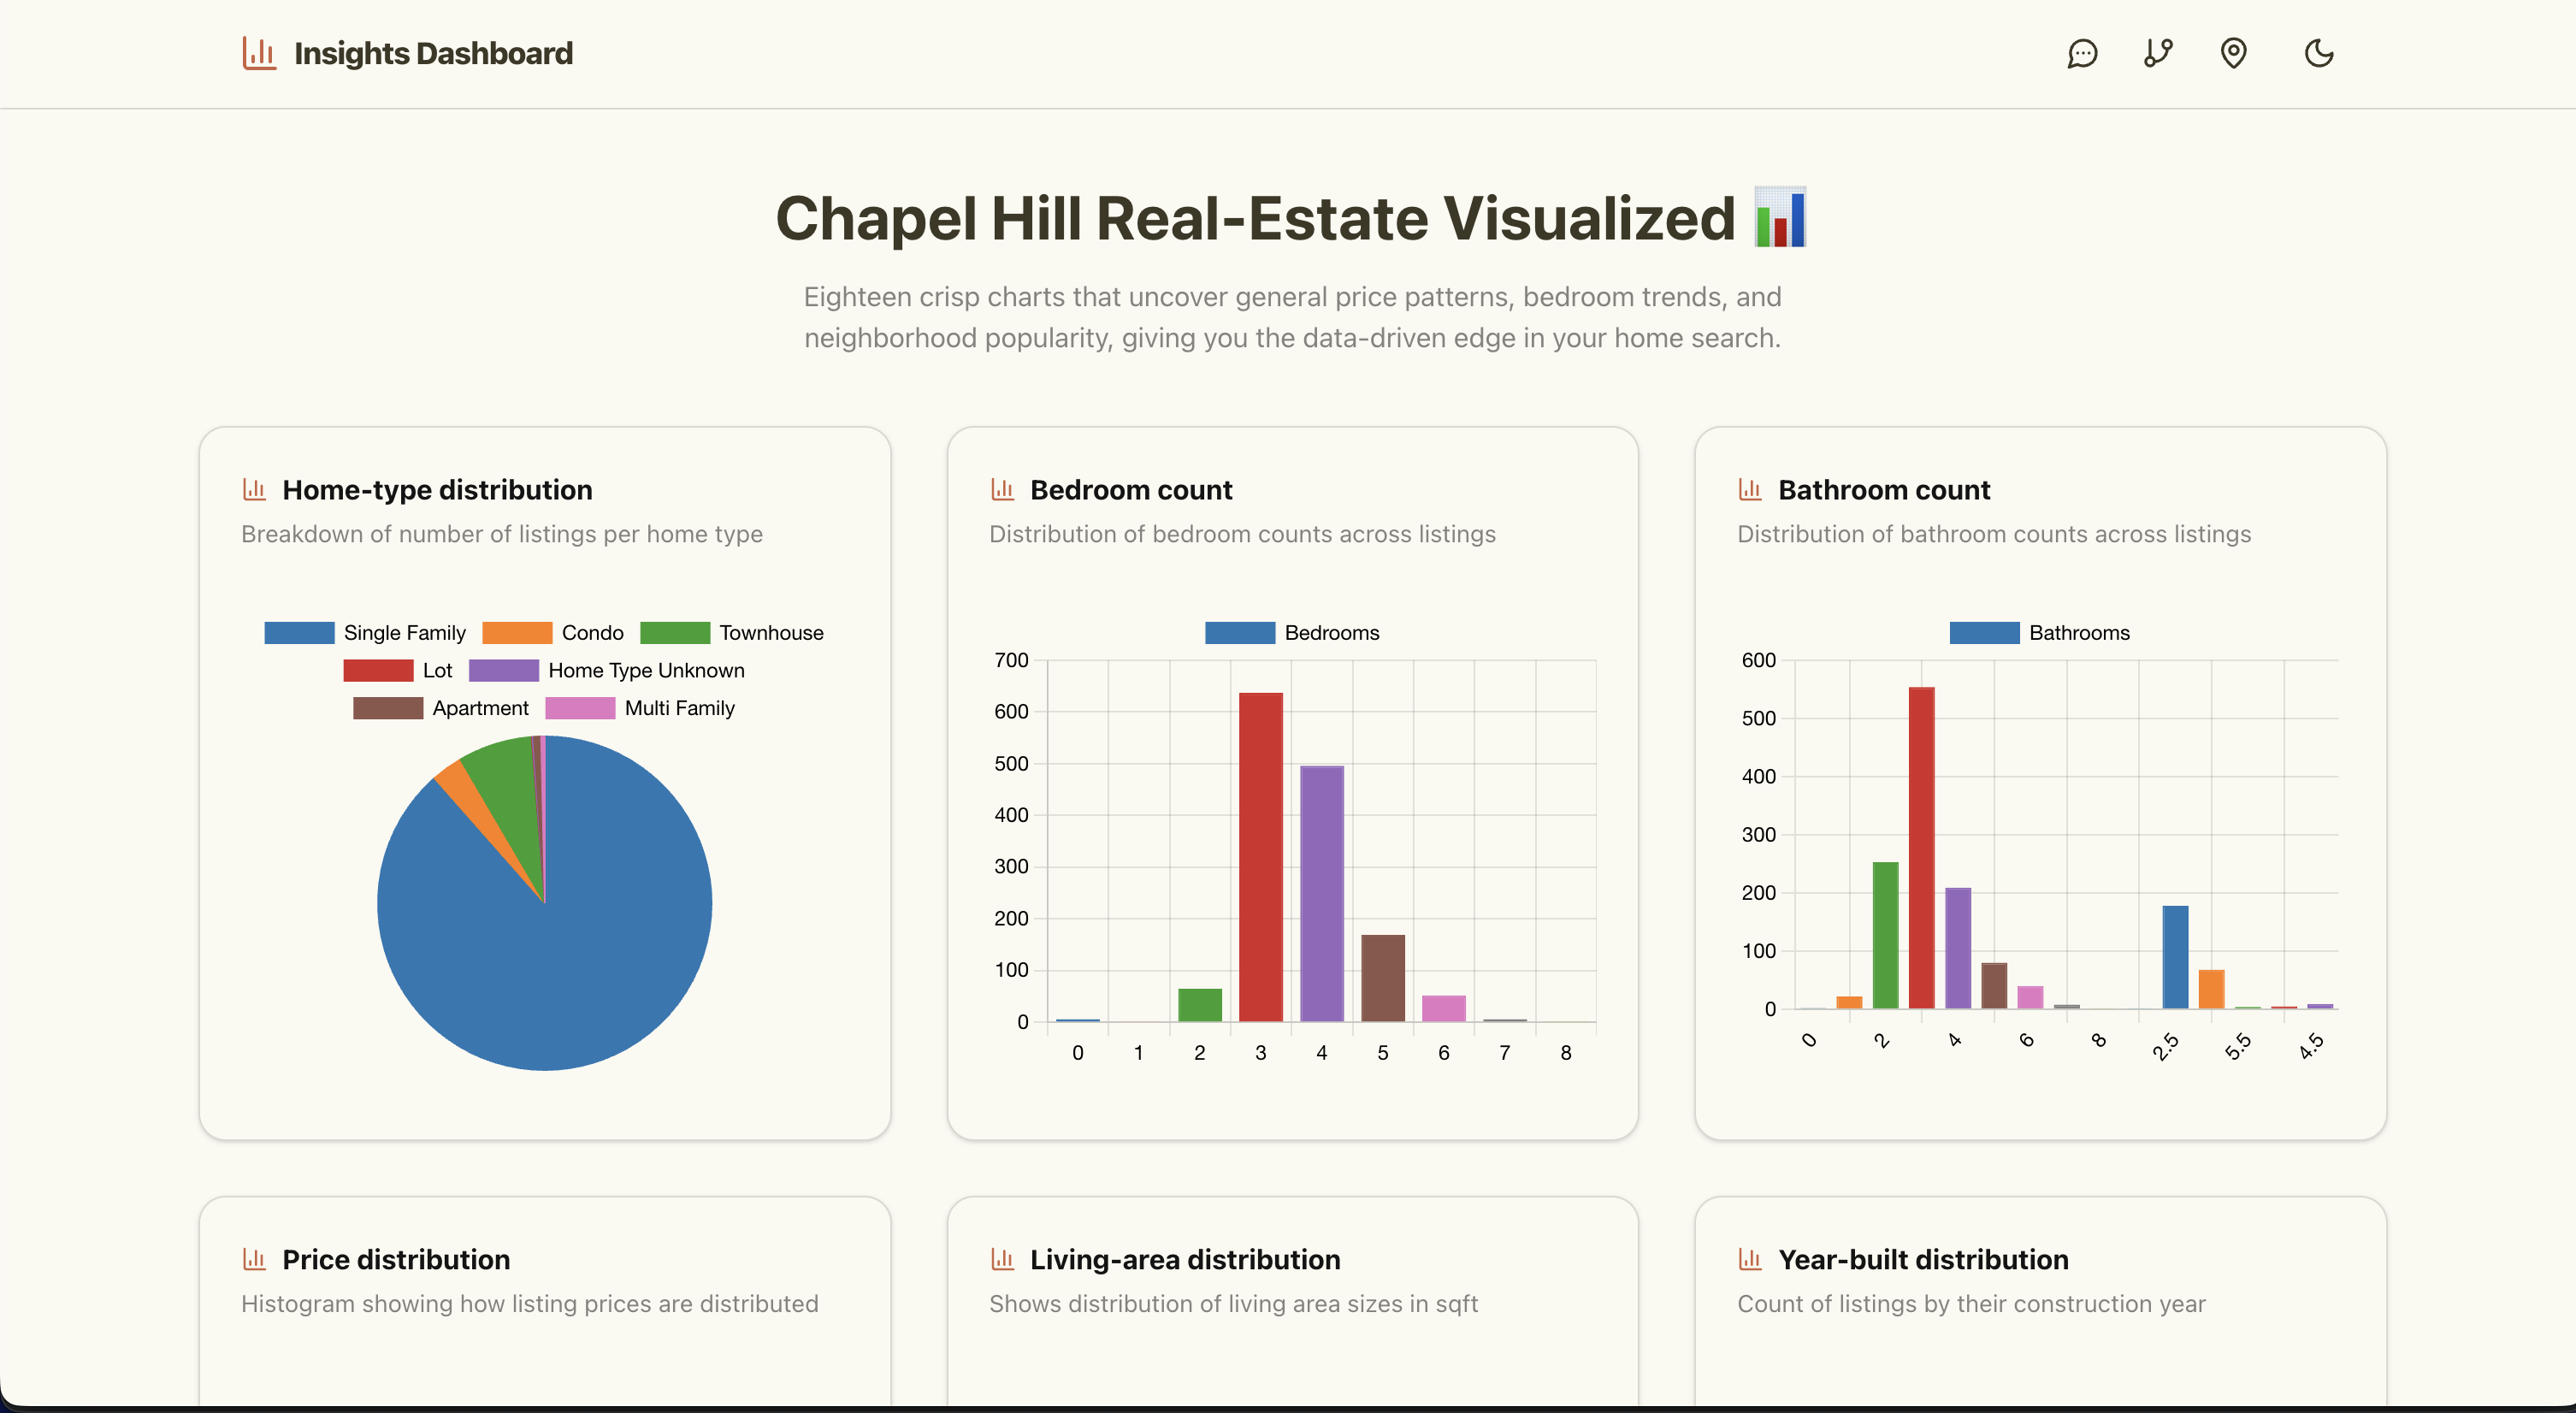 Insights Dashboard
Chapel Hill Real-Estate Visualized
Eighteen crisp charts that uncover general price patterns, bedroom trends, and
neighborhood popularity, giving you the data-driven edge in your home search.
Home-type distribution
Breakdown of number of listings per home type
Single Family Condo Townhouse
Lot Home Type Unknown
Apartment Multi Family
Bedroom count
Distribution of bedroom counts across listings
Bedrooms
700
600
500
400
300
200
100
0
0 1 2 3 4 5 6 7 8
Bathroom count
Distribution of bathroom counts across listings
Bathrooms
600
500
400
300
200
100
0
0 2 4 6 8 2.5 5.5 4.5
Price distribution
Histogram showing how listing prices are distributed
Living-area distribution
Shows distribution of living area sizes in sqft
Year-built distribution
Count of listings by their construction year